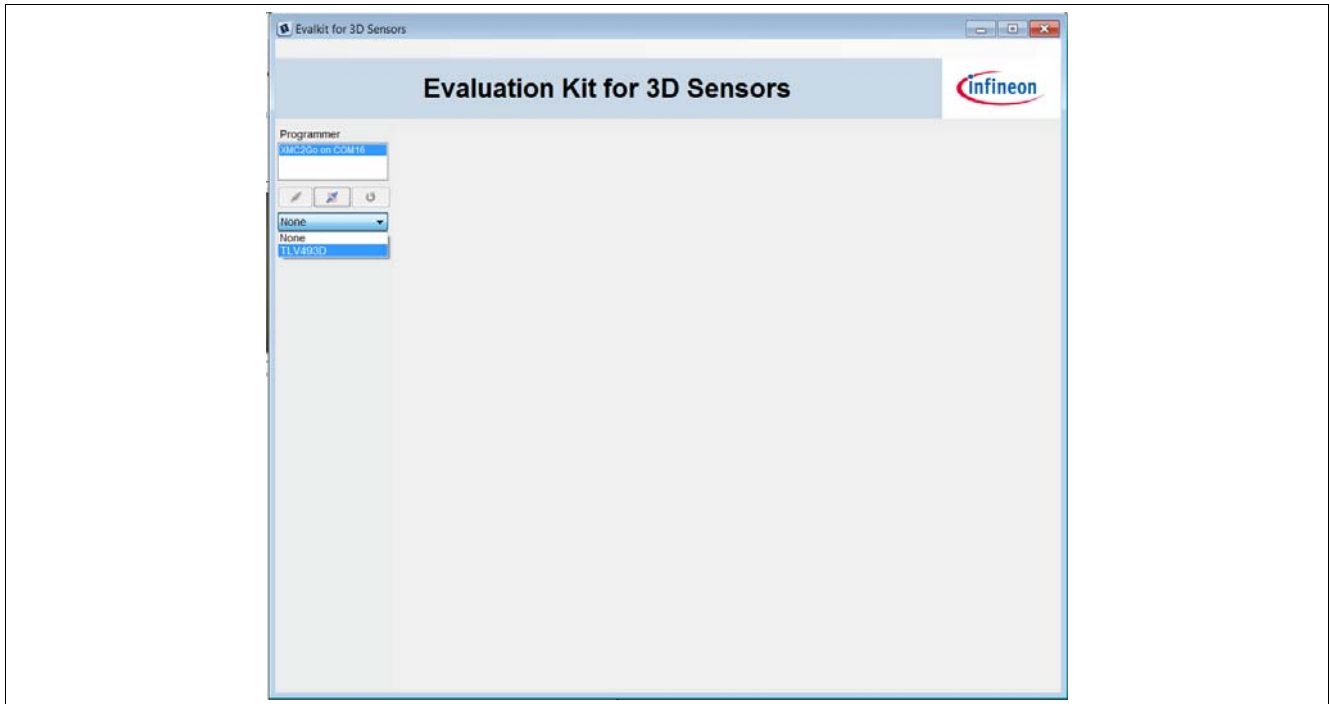 Evalkit for 3D Sensors
Evaluation Kit for 3D Sensors
infineon
Programmer
XMC2Go on COM16
None
None
TLV493D